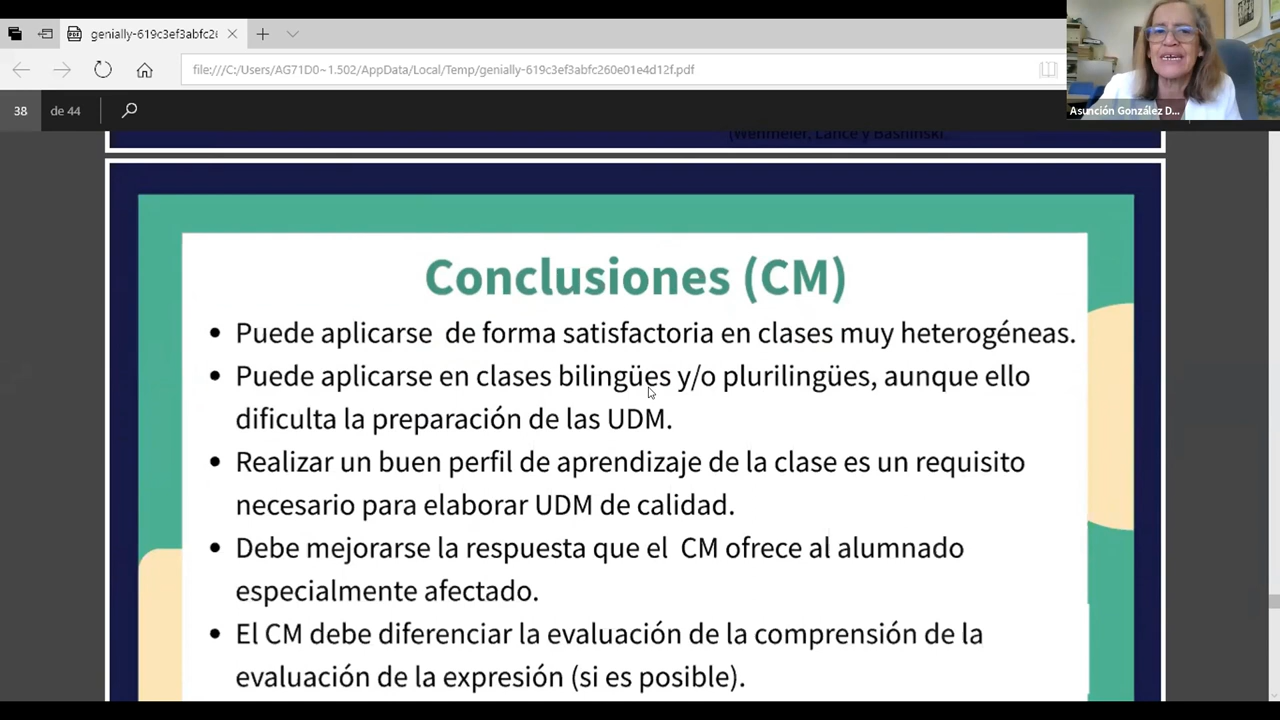 genially-619c3ef3abfc2
file:///C:/Users/AG71D0~1.502/AppData/Local/Temp/genially-619c3ef3abfc260e01e4d12f.pdf
38 de 44
Asunción González D...
(Wehmeier, Lance y Bashinski
Conclusiones (CM)
• Puede aplicarse de forma satisfactoria en clases muy heterogéneas.
• Puede aplicarse en clases bilingües y/o plurilingües, aunque ello
dificulta la preparación de las UDM.
• Realizar un buen perfil de aprendizaje de la clase es un requisito
necesario para elaborar UDM de calidad.
• Debe mejorarse la respuesta que el CM ofrece al alumnado
especialmente afectado.
• El CM debe diferenciar la evaluación de la comprensión de la
evaluación de la expresión (si es posible).